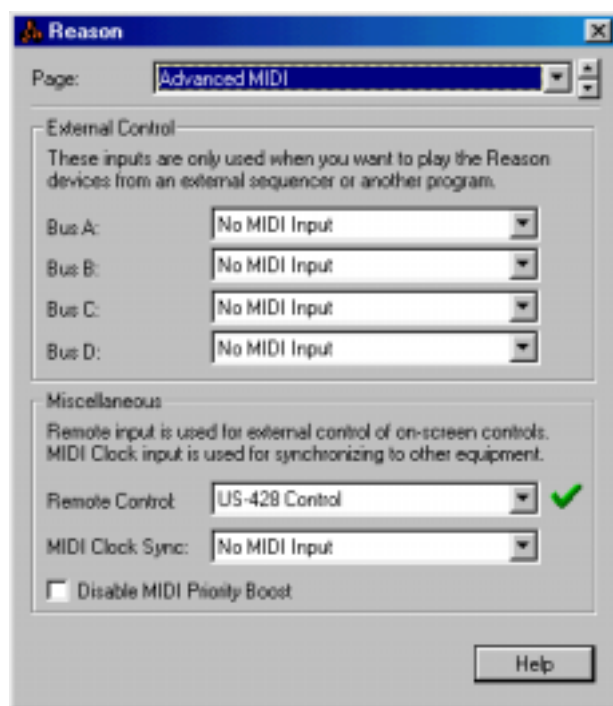 Reason
Page: Advanced MIDI
External Control
These inputs are only used when you want to play the Reason
devices from an external sequencer or another program.
Bus A: No MIDI Input
Bus B: No MIDI Input
Bus C: No MIDI Input
Bus D: No MIDI Input
Miscellaneous
Remote input is used for external control of on-screen controls.
MIDI Clock input is used for synchronizing to other equipment.
Remote Control: US-428 Control
MIDI Clock Sync: No MIDI Input
Disable MIDI Priority Boost
Help